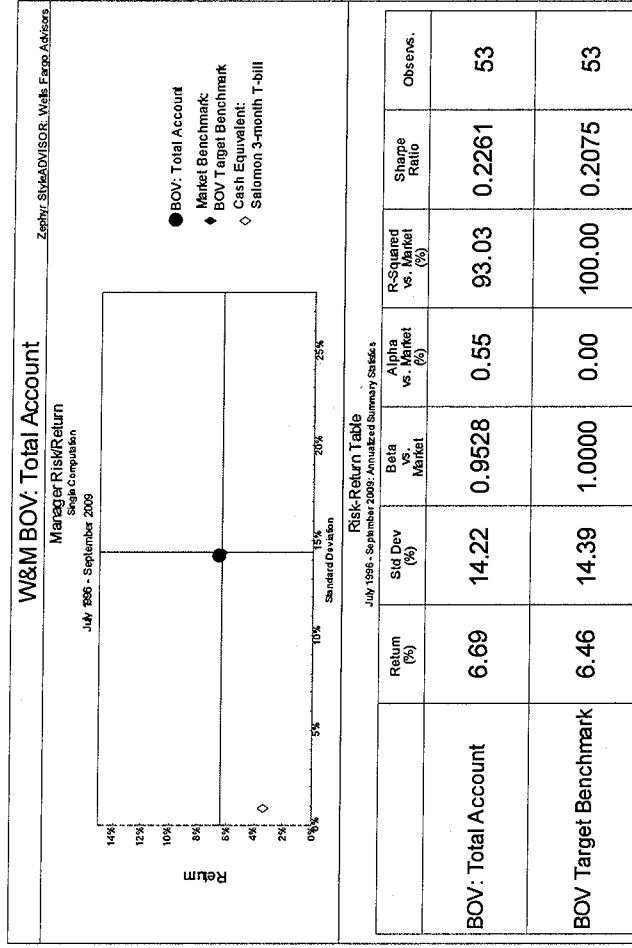 W&M BOV: Total Account
Zephyr StyleADVISOR: Wells Fargo Advisors
Manager Risk/Return
Single Computation
July 1996 - September 2009
14%
12%
10%
8%
6%
4%
2%
0%
Return
0%
5%
10%
15%
20%
25%
Standard Deviation
BOV: Total Account
Market Benchmark:
BOV Target Benchmark
Cash Equivalent:
Salomon 3-month T-bill
Risk-Return Table
July 1996 - September 2009: Annualized Summary Statistics
Return (%) Std Dev (%) Beta vs. Market Alpha vs. Market (%) R-Squared vs. Market (%) Sharpe Ratio Observs.
BOV: Total Account 6.69 14.22 0.9528 0.55 93.03 0.2261 53
BOV Target Benchmark 6.46 14.39 1.0000 0.00 100.00 0.2075 53